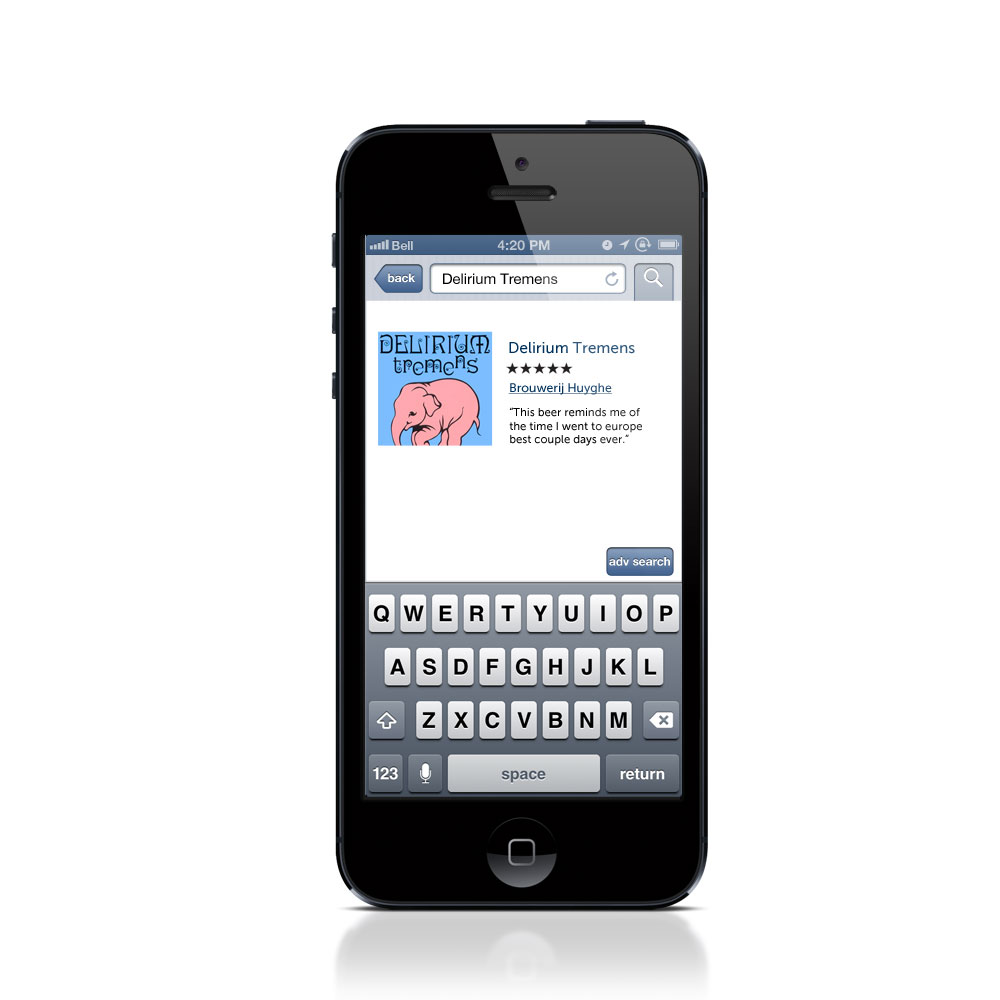 Bell 4:20 PM
back Delirium Tremens
DELIRIUM
tremens
Delirium Tremens
★★★★★
Brouwerij Huyghe
“This beer reminds me of
the time I went to europe
best couple days ever.”
adv search
Q W E R T Y U I O P
A S D F G H J K L
Z X C V B N M
123 space return